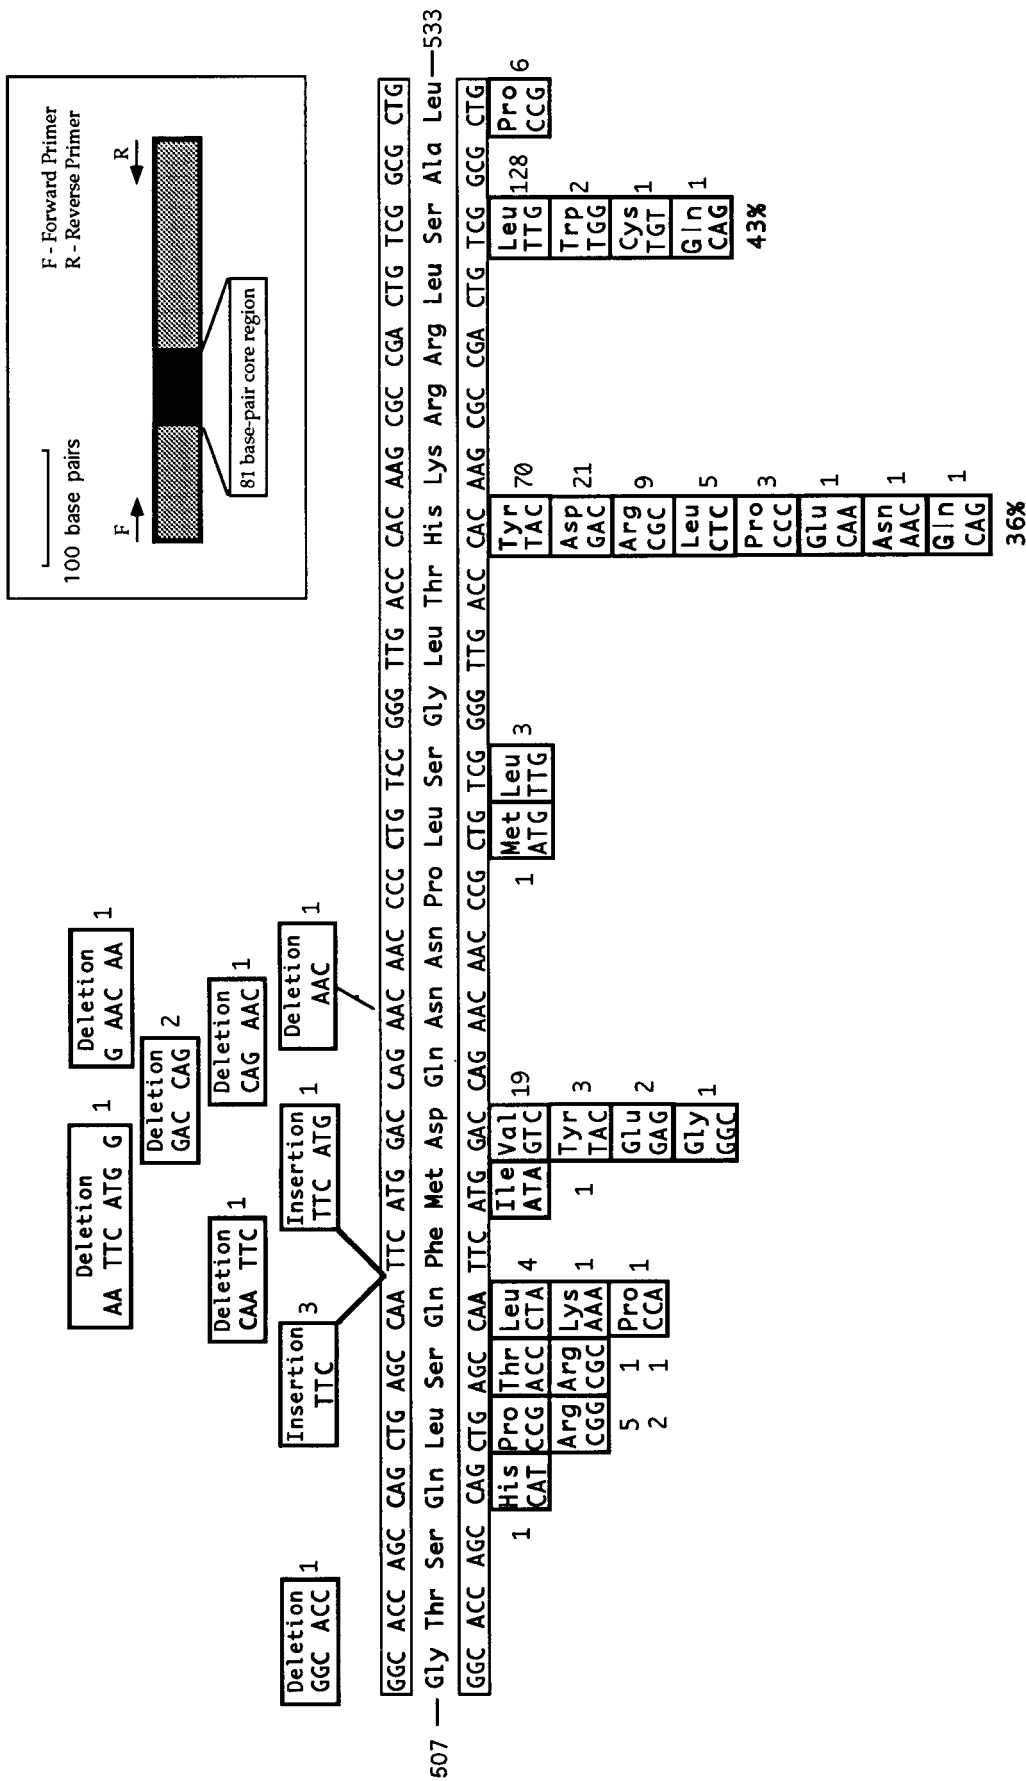 F - Forward Primer
R - Reverse Primer
100 base pairs
F
R
81 base-pair core region
Deletion
AA TTC ATG G
1
Deletion
G AAC AA
1
Deletion
GAC CAG
2
Deletion
CAA TTC
1
Deletion
CAG AAC
1
Deletion
GGC ACC
1
Insertion
TTC
3
Insertion
TTC ATG
1
Deletion
AAC
1
GGC ACC AGC CAG CTG AGC CAA TTC ATG GAC CAG AAC AAC CCC CTG TCC GGG TTG ACC CAC AAG CGC CGA CTG TCG GCG CTG
507 — Gly Thr Ser Gln Leu Ser Gln Phe Met Asp Gln Asn Asn Pro Leu Ser Gly Leu Thr His Lys Arg Arg Leu Ser Ala Leu — 533
GGC ACC AGC CAG CTG AGC CAA TTC ATG GAC CAG AAC AAC CCG CTG TCG GGG TTG ACC CAC AAG CGC CGA CTG TCG GCG CTG
1
His
CAT
Pro
CCG
Arg
CGG
5
2
Thr
ACC
Arg
CGC
1
1
Leu
CTA
4
Lys
AAA
1
Pro
CCA
1
Ile
ATA
1
Val
GTC
19
Tyr
TAC
3
Glu
GAG
2
Gly
GGC
1
1
Met
ATG
Leu
TTG
3
Tyr
TAC
70
Asp
GAC
21
Arg
CGC
9
Leu
CTC
5
Pro
CCC
3
Glu
CAA
1
Asn
AAC
1
Gln
CAG
1
36%
Leu
TTG
128
Trp
TGG
2
Cys
TGT
1
Gln
CAG
1
43%
Pro
CCG
6